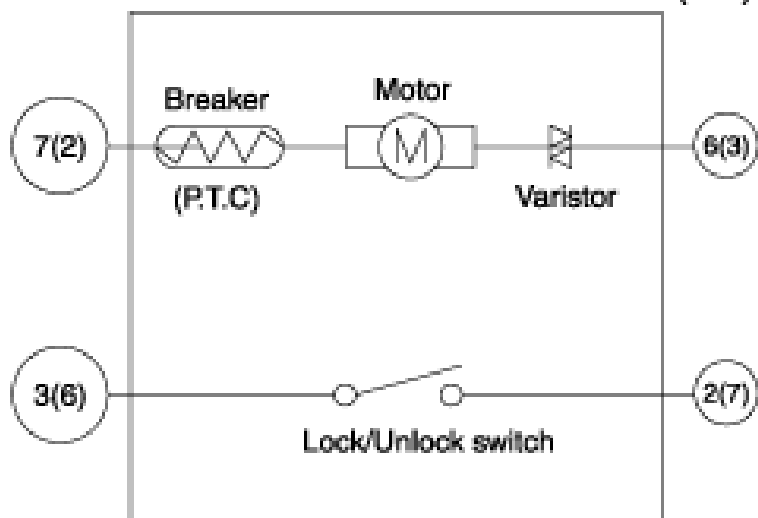 Breaker
Motor
7(2)
M
6(3)
(P.T.C)
Varistor
3(6)
2(7)
Lock/Unlock switch